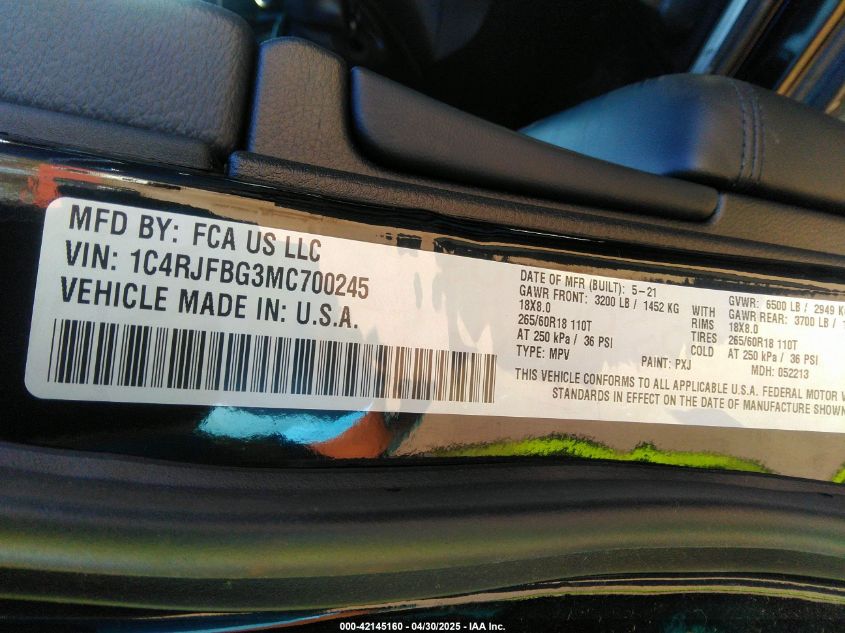 MFD BY: FCA US LLC
VIN: 1C4RJFBG3MC700245
VEHICLE MADE IN: U.S.A.
DATE OF MFR (BUILT): 5-21
GAWR FRONT: 3200 LB / 1452 KG
18X8.0
265/60R18 110T
AT 250 kPa / 36 PSI
TYPE: MPV
PAINT: PXJ
WITH
RIMS
TIRES
COLD
GVWR: 6500 LB / 2949 K
GAWR REAR: 3700 LB / 1
18X8.0
265/60R18 110T
AT 250 kPa / 36 PSI
MDH: 052213
THIS VEHICLE CONFORMS TO ALL APPLICABLE U.S.A. FEDERAL MOTOR V
STANDARDS IN EFFECT ON THE DATE OF MANUFACTURE SHOWN
000-42145160 - 04/30/2025 - IAA Inc.